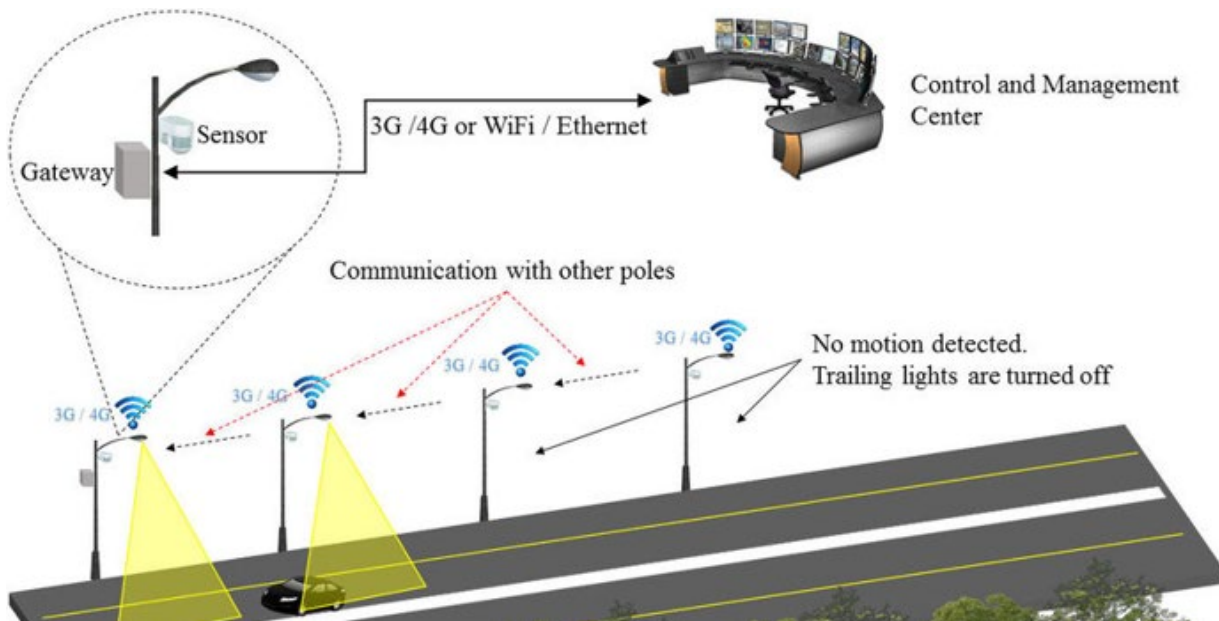 Control and Management
Center
3G /4G or WiFi / Ethernet
Sensor
Gateway
Communication with other poles
3G / 4G
3G / 4G
3G / 4G
3G / 4G
No motion detected.
Trailing lights are turned off